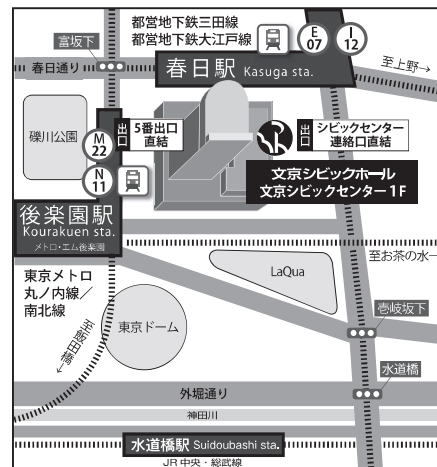 都営地下鉄三田線
都営地下鉄大江戸線
E
07
I
12
富坂下
春日通り
春日駅 Kasuga sta.
至上野→
礫川公園
M
22
出口
5番出口
直結
出口
シビックセンター
連絡口直結
N
11
文京シビックホール
文京シビックセンター1F
後楽園駅
Kourakuen sta.
メトロ・エム後楽園
至お茶の水→
東京メトロ
丸ノ内線／
南北線
LaQua
至飯田橋→
東京ドーム
壱岐坂下
水道橋
外堀通り
神田川
水道橋駅 Suidoubashi sta.
JR中央・総武線